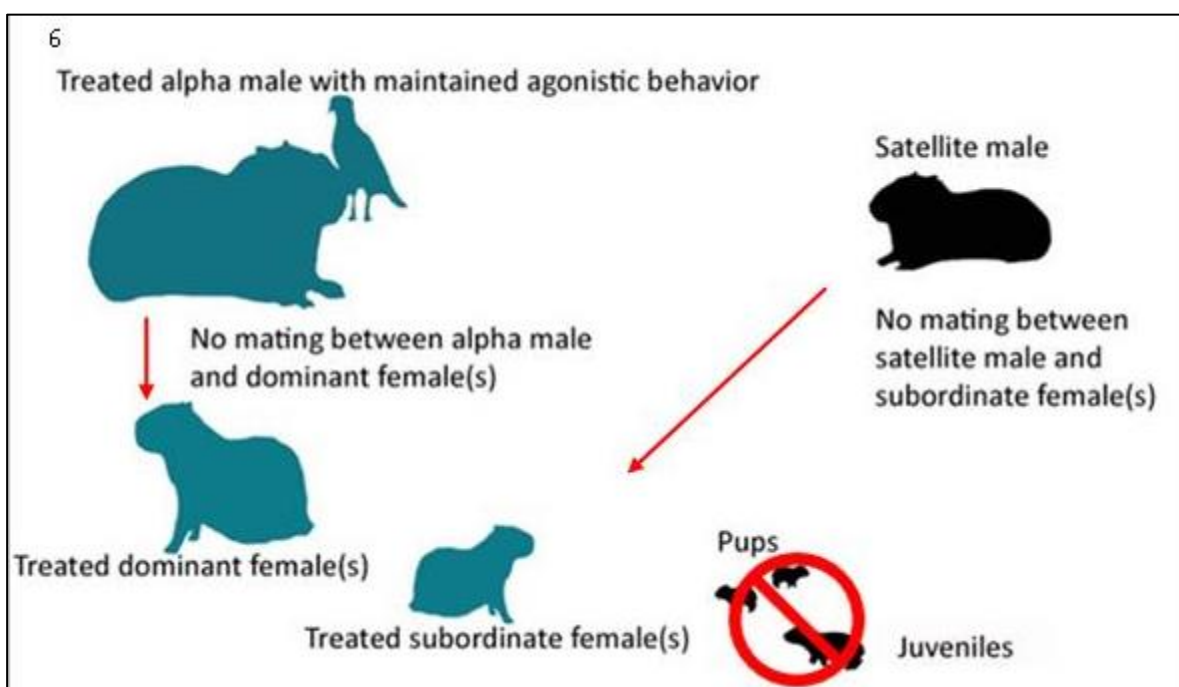 6
Treated alpha male with maintained agonistic behavior
Satellite male
No mating between alpha male
and dominant female(s)
No mating between
satellite male and
subordinate female(s)
Treated dominant female(s)
Treated subordinate female(s)
Pups
Juveniles